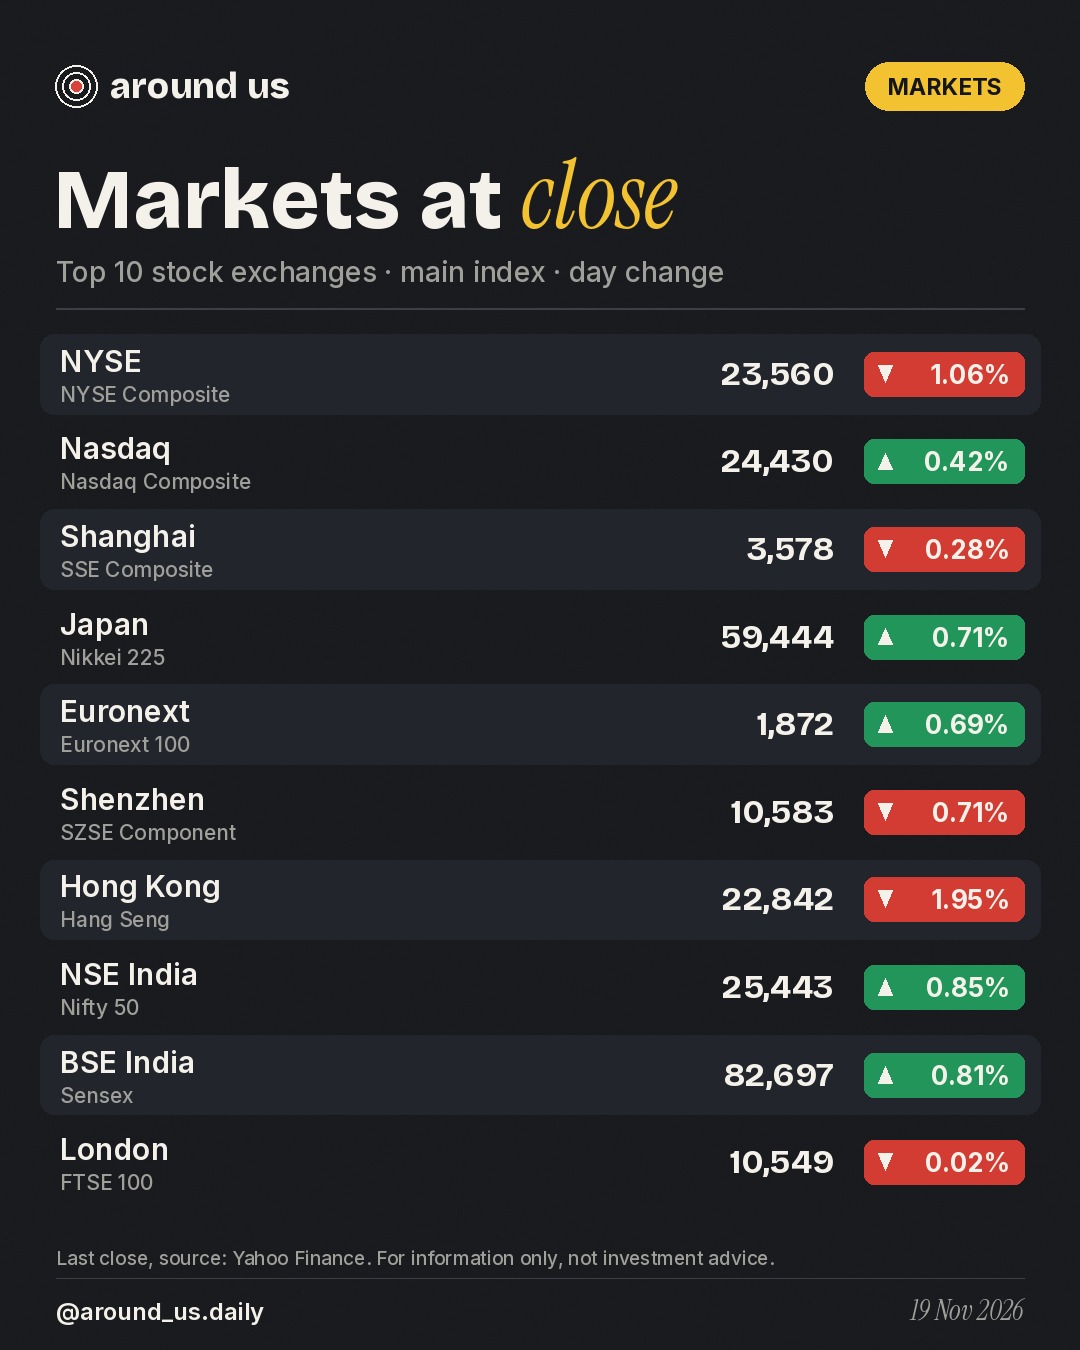 around us
MARKETS
Markets at close
Top 10 stock exchanges · main index · day change
NYSE
NYSE Composite
23,560
▼ 1.06%
Nasdaq
Nasdaq Composite
24,430
▲ 0.42%
Shanghai
SSE Composite
3,578
▼ 0.28%
Japan
Nikkei 225
59,444
▲ 0.71%
Euronext
Euronext 100
1,872
▲ 0.69%
Shenzhen
SZSE Component
10,583
▼ 0.71%
Hong Kong
Hang Seng
22,842
▼ 1.95%
NSE India
Nifty 50
25,443
▲ 0.85%
BSE India
Sensex
82,697
▲ 0.81%
London
FTSE 100
10,549
▼ 0.02%
Last close, source: Yahoo Finance. For information only, not investment advice.
@around_us.daily
19 Nov 2026